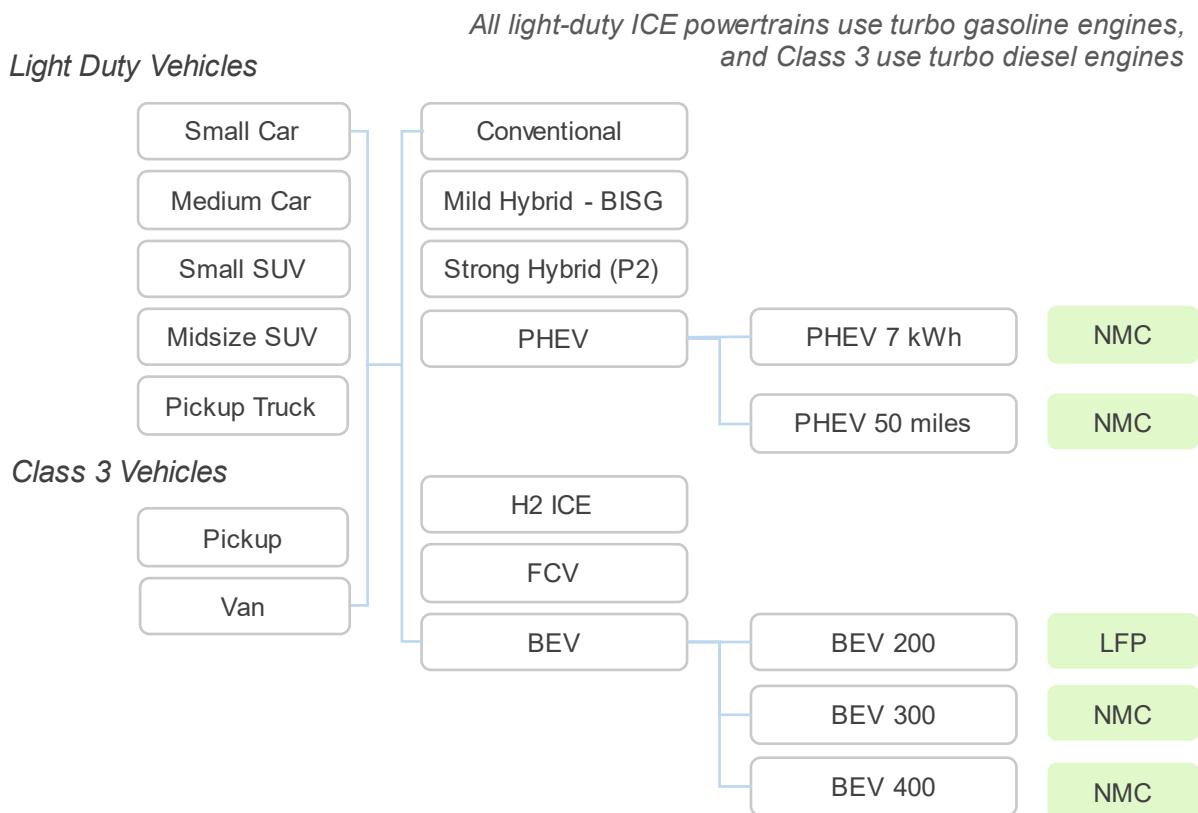 All light-duty ICE powertrains use turbo gasoline engines,
and Class 3 use turbo diesel engines
Light Duty Vehicles
Small Car
Medium Car
Small SUV
Midsize SUV
Pickup Truck
Class 3 Vehicles
Pickup
Van
Conventional
Mild Hybrid - BISG
Strong Hybrid (P2)
PHEV
H2 ICE
FCV
BEV
PHEV 7 kWh
NMC
PHEV 50 miles
NMC
BEV 200
LFP
BEV 300
NMC
BEV 400
NMC